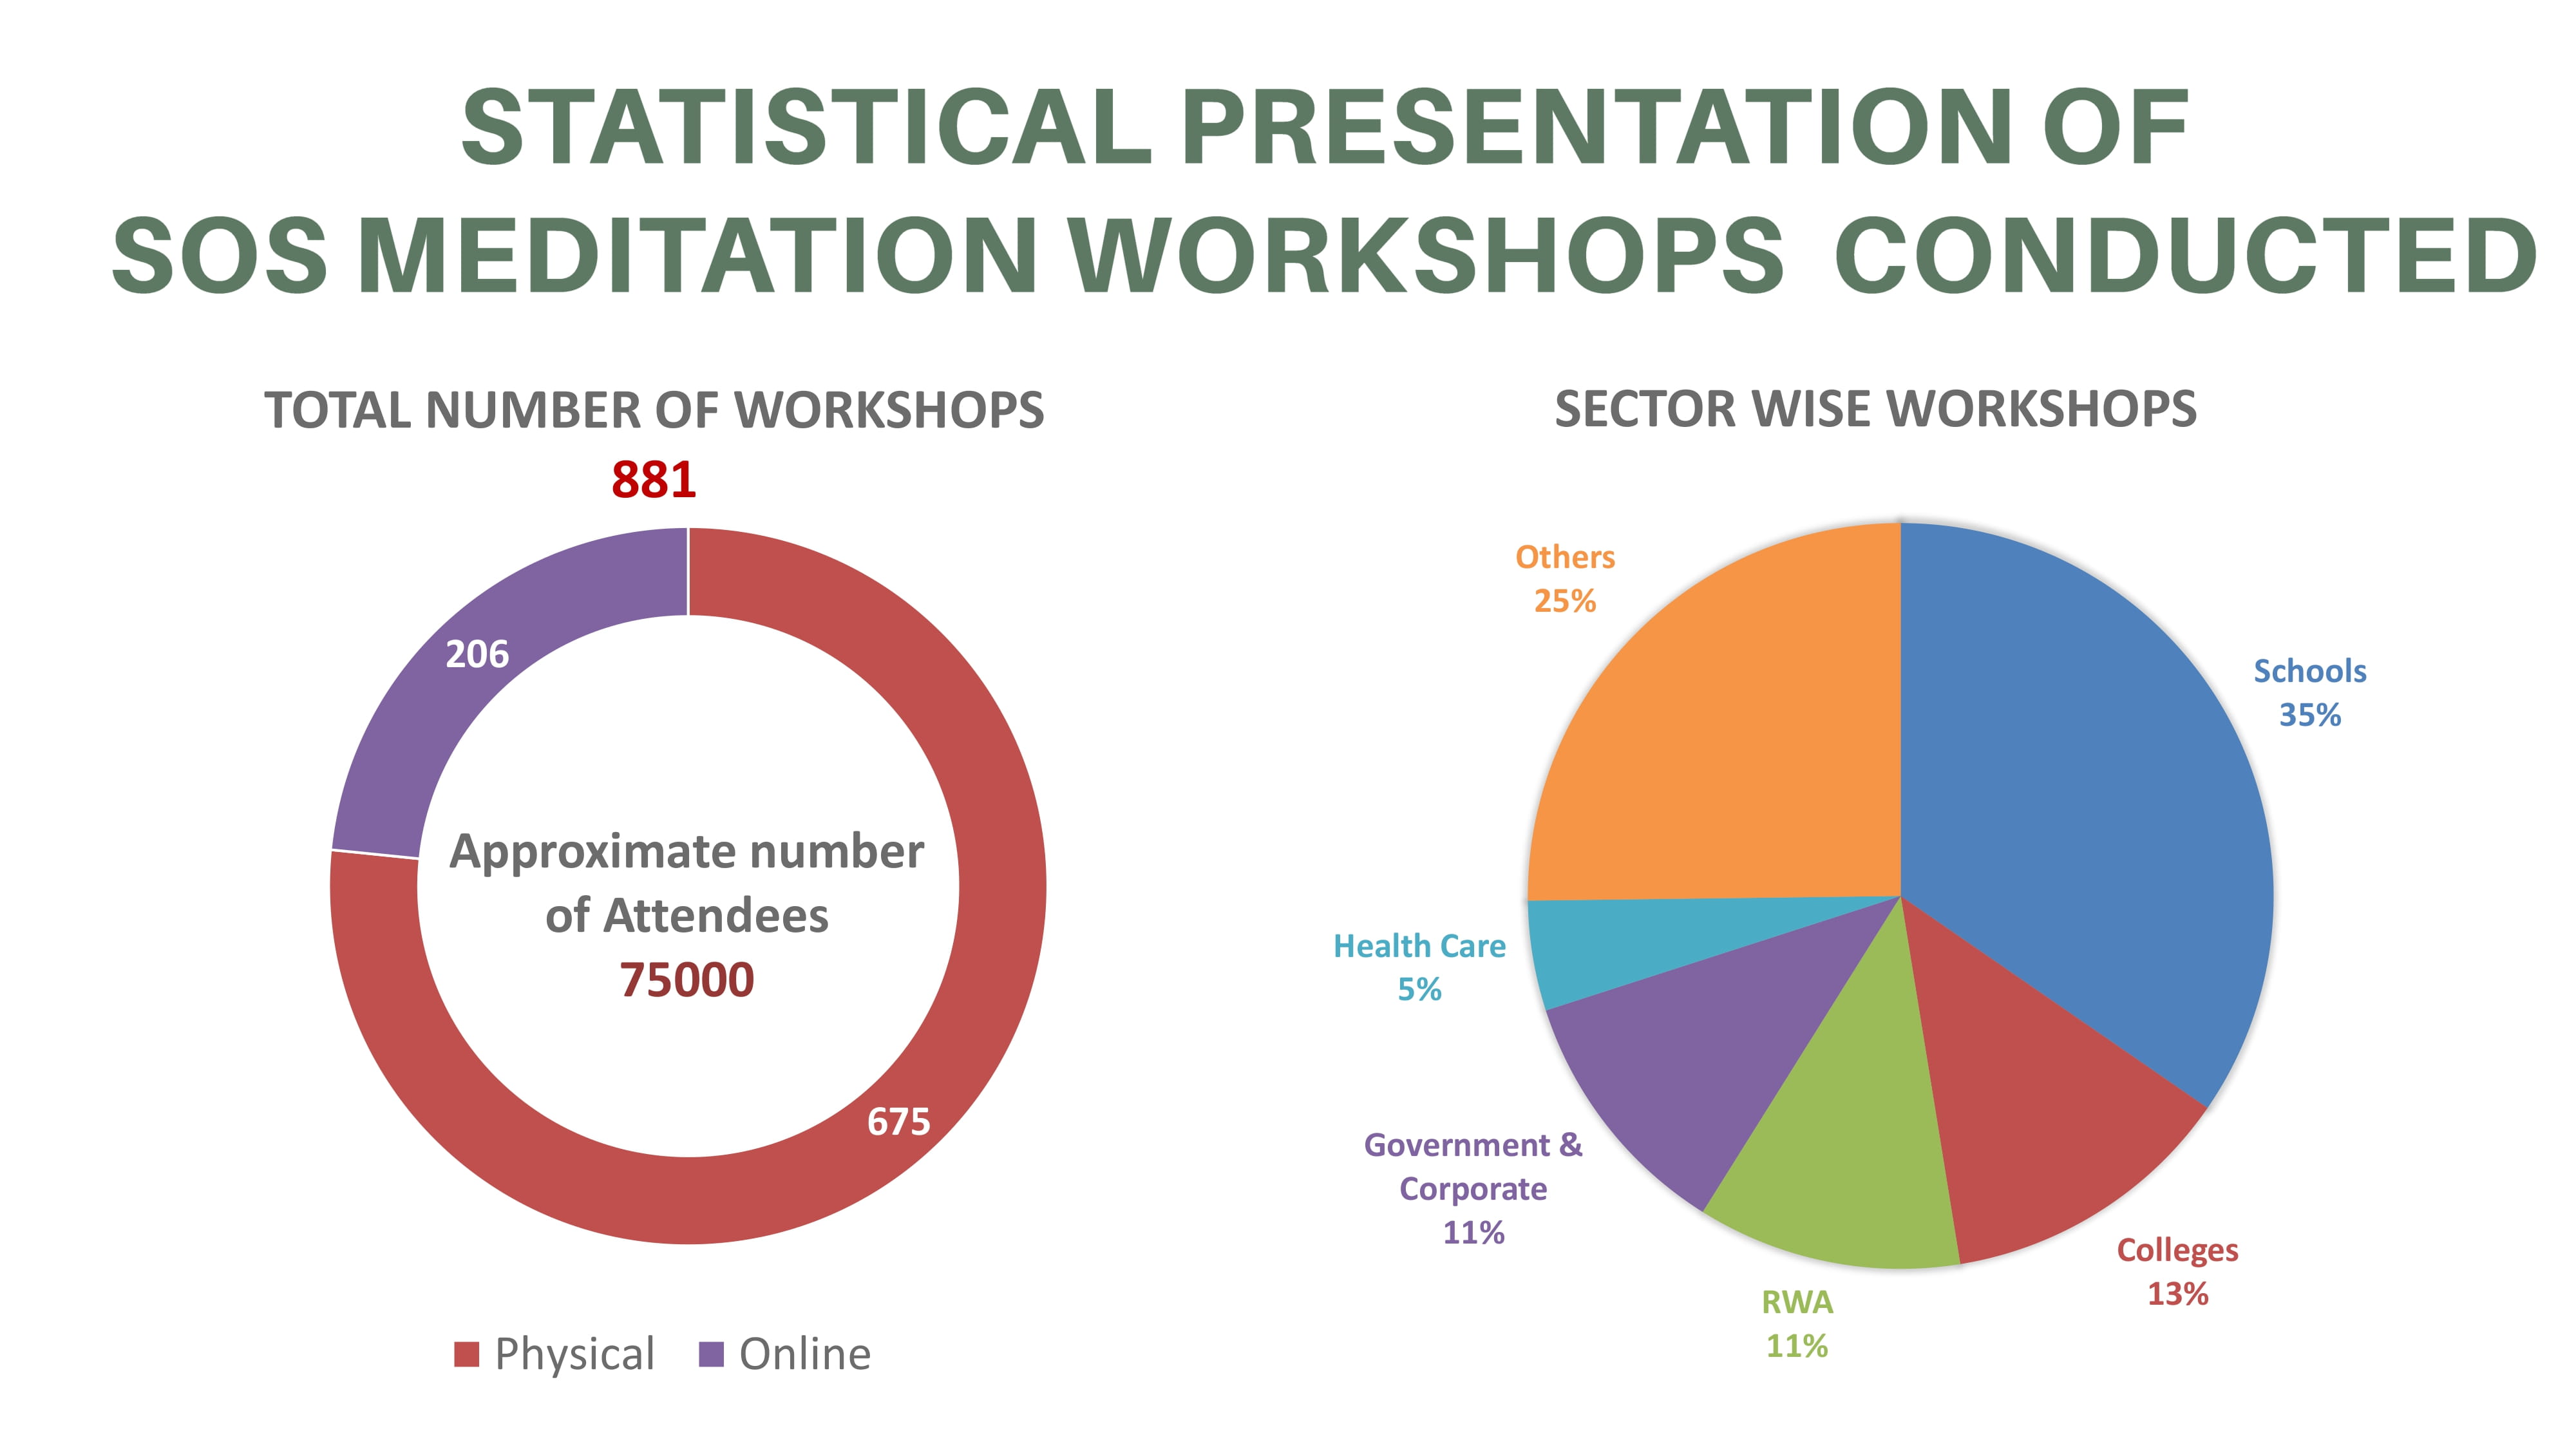 STATISTICAL PRESENTATION OF
SOS MEDITATION WORKSHOPS  CONDUCTED
TOTAL NUMBER OF WORKSHOPS
881
206
Approximate number
of Attendees
75000
675
Physical
Online
SECTOR WISE WORKSHOPS
Others
25%
Schools
35%
Health Care
5%
Government &
Corporate
11%
Colleges
13%
RWA
11%